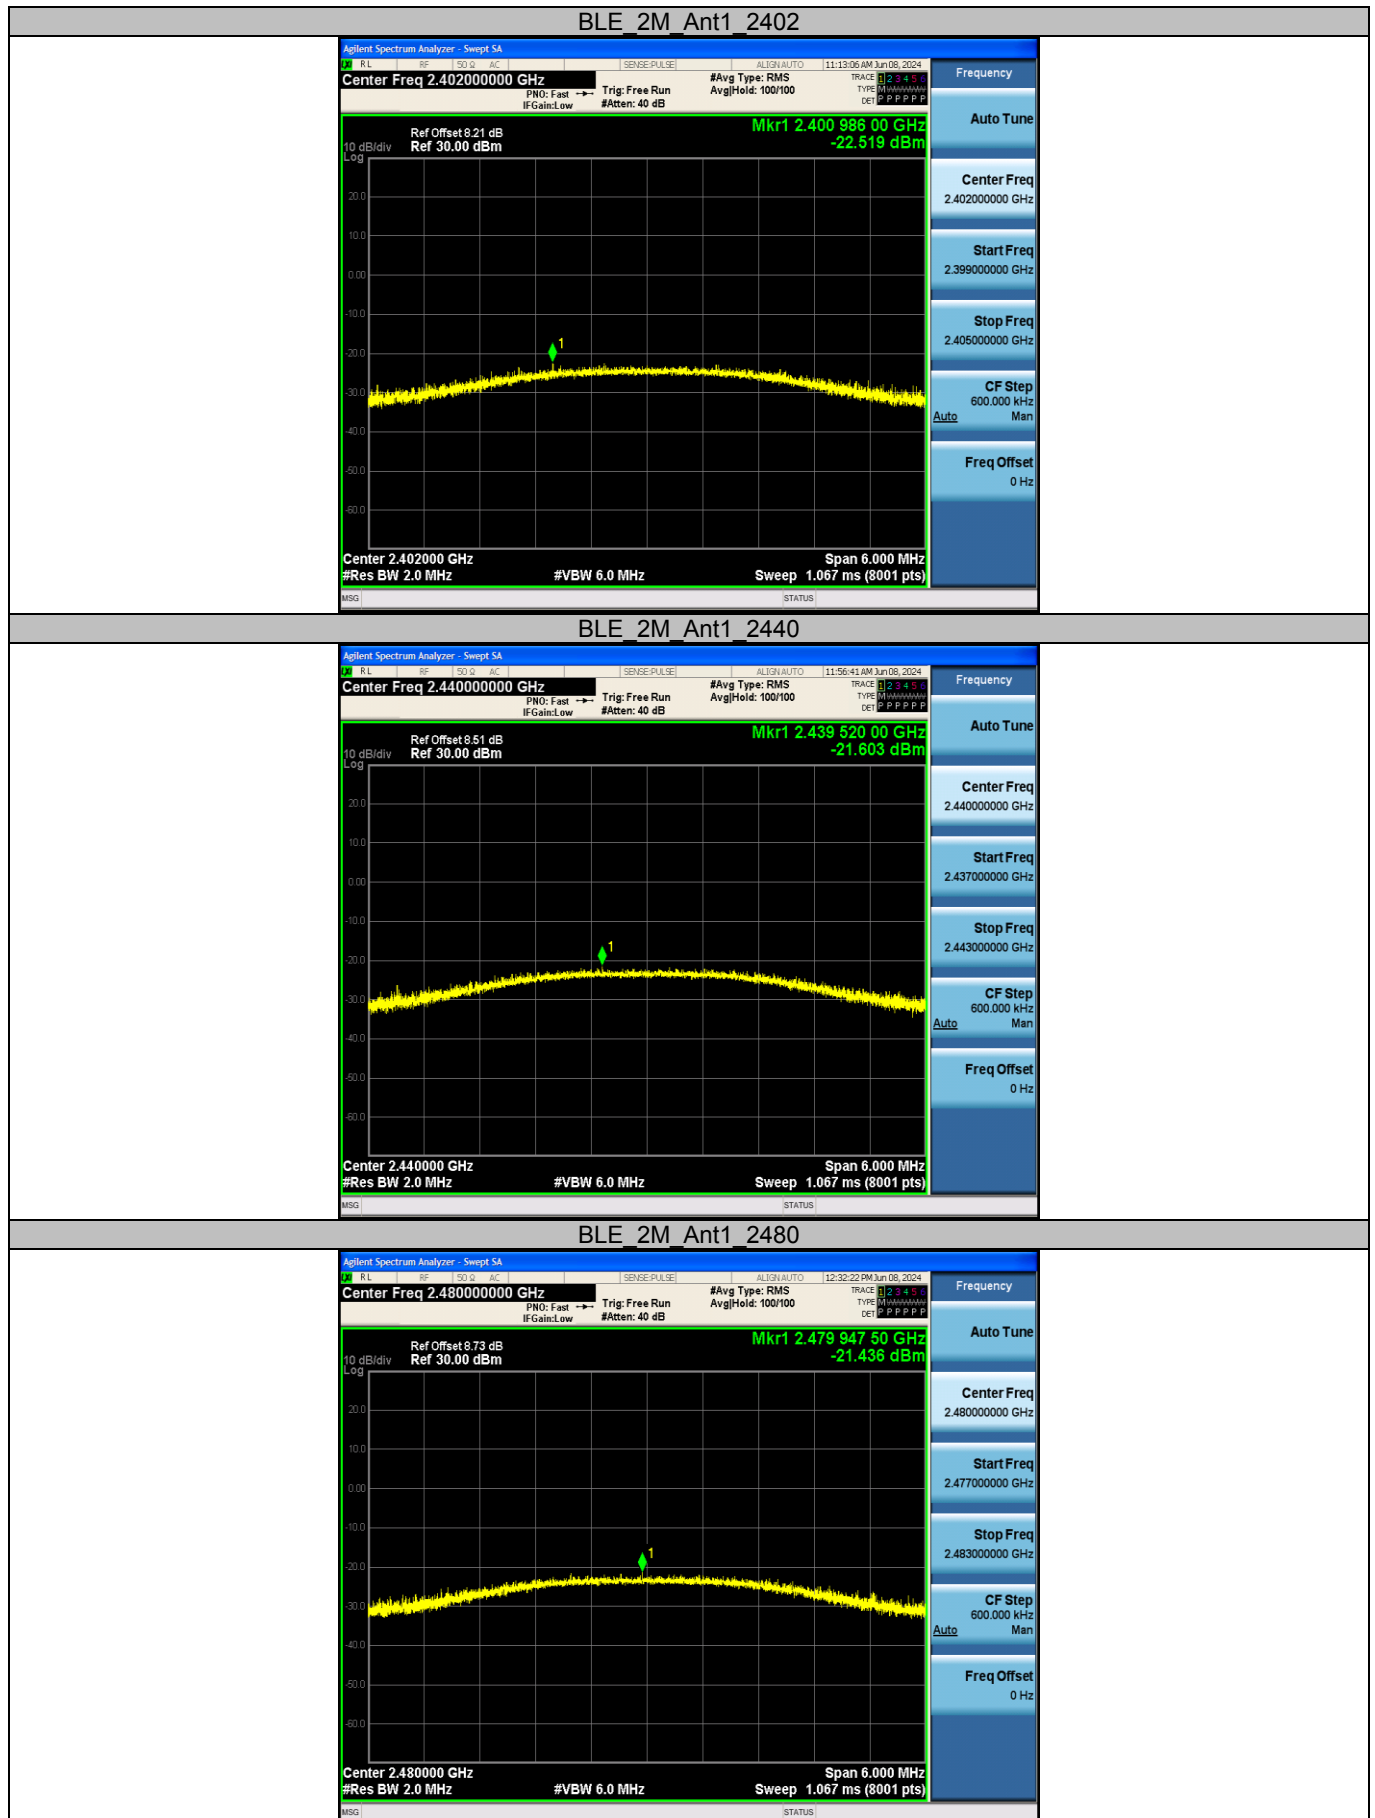 BLE_2M_Ant1_2402
Agilent Spectrum Analyzer - Swept SA
RL RF 50 Ω AC SENSE:PULSE ALIGN AUTO 11:13:06 AM Jun 08, 2024
Center Freq 2.402000000 GHz
PNO: Fast
IFGain:Low
Trig: Free Run
#Atten: 40 dB
#Avg Type: RMS
Avg|Hold: 100/100
TRACE 1 2 3 4 5 6
TYPE M
DET P P P P P P
Frequency
Mkr1 2.400 986 00 GHz
-22.519 dBm
Ref Offset 8.21 dB
10 dB/div Ref 30.00 dBm
Log
20.0
10.0
0.00
-10.0
-20.0
-30.0
-40.0
-50.0
-60.0
1
Center 2.402000 GHz Span 6.000 MHz
#Res BW 2.0 MHz #VBW 6.0 MHz Sweep 1.067 ms (8001 pts)
MSG STATUS
Auto Tune
Center Freq
2.402000000 GHz
Start Freq
2.399000000 GHz
Stop Freq
2.405000000 GHz
CF Step
600.000 kHz
Auto Man
Freq Offset
0 Hz
BLE_2M_Ant1_2440
Agilent Spectrum Analyzer - Swept SA
RL RF 50 Ω AC SENSE:PULSE ALIGN AUTO 11:56:41 AM Jun 08, 2024
Center Freq 2.440000000 GHz
PNO: Fast
IFGain:Low
Trig: Free Run
#Atten: 40 dB
#Avg Type: RMS
Avg|Hold: 100/100
TRACE 1 2 3 4 5 6
TYPE M
DET P P P P P P
Frequency
Mkr1 2.439 520 00 GHz
-21.603 dBm
Ref Offset 8.51 dB
10 dB/div Ref 30.00 dBm
Log
20.0
10.0
0.00
-10.0
-20.0
-30.0
-40.0
-50.0
-60.0
1
Center 2.440000 GHz Span 6.000 MHz
#Res BW 2.0 MHz #VBW 6.0 MHz Sweep 1.067 ms (8001 pts)
MSG STATUS
Auto Tune
Center Freq
2.440000000 GHz
Start Freq
2.437000000 GHz
Stop Freq
2.443000000 GHz
CF Step
600.000 kHz
Auto Man
Freq Offset
0 Hz
BLE_2M_Ant1_2480
Agilent Spectrum Analyzer - Swept SA
RL RF 50 Ω AC SENSE:PULSE ALIGN AUTO 12:32:22 PM Jun 08, 2024
Center Freq 2.480000000 GHz
PNO: Fast
IFGain:Low
Trig: Free Run
#Atten: 40 dB
#Avg Type: RMS
Avg|Hold: 100/100
TRACE 1 2 3 4 5 6
TYPE M
DET P P P P P P
Frequency
Mkr1 2.479 947 50 GHz
-21.436 dBm
Ref Offset 8.73 dB
10 dB/div Ref 30.00 dBm
Log
20.0
10.0
0.00
-10.0
-20.0
-30.0
-40.0
-50.0
-60.0
1
Center 2.480000 GHz Span 6.000 MHz
#Res BW 2.0 MHz #VBW 6.0 MHz Sweep 1.067 ms (8001 pts)
MSG STATUS
Auto Tune
Center Freq
2.480000000 GHz
Start Freq
2.477000000 GHz
Stop Freq
2.483000000 GHz
CF Step
600.000 kHz
Auto Man
Freq Offset
0 Hz